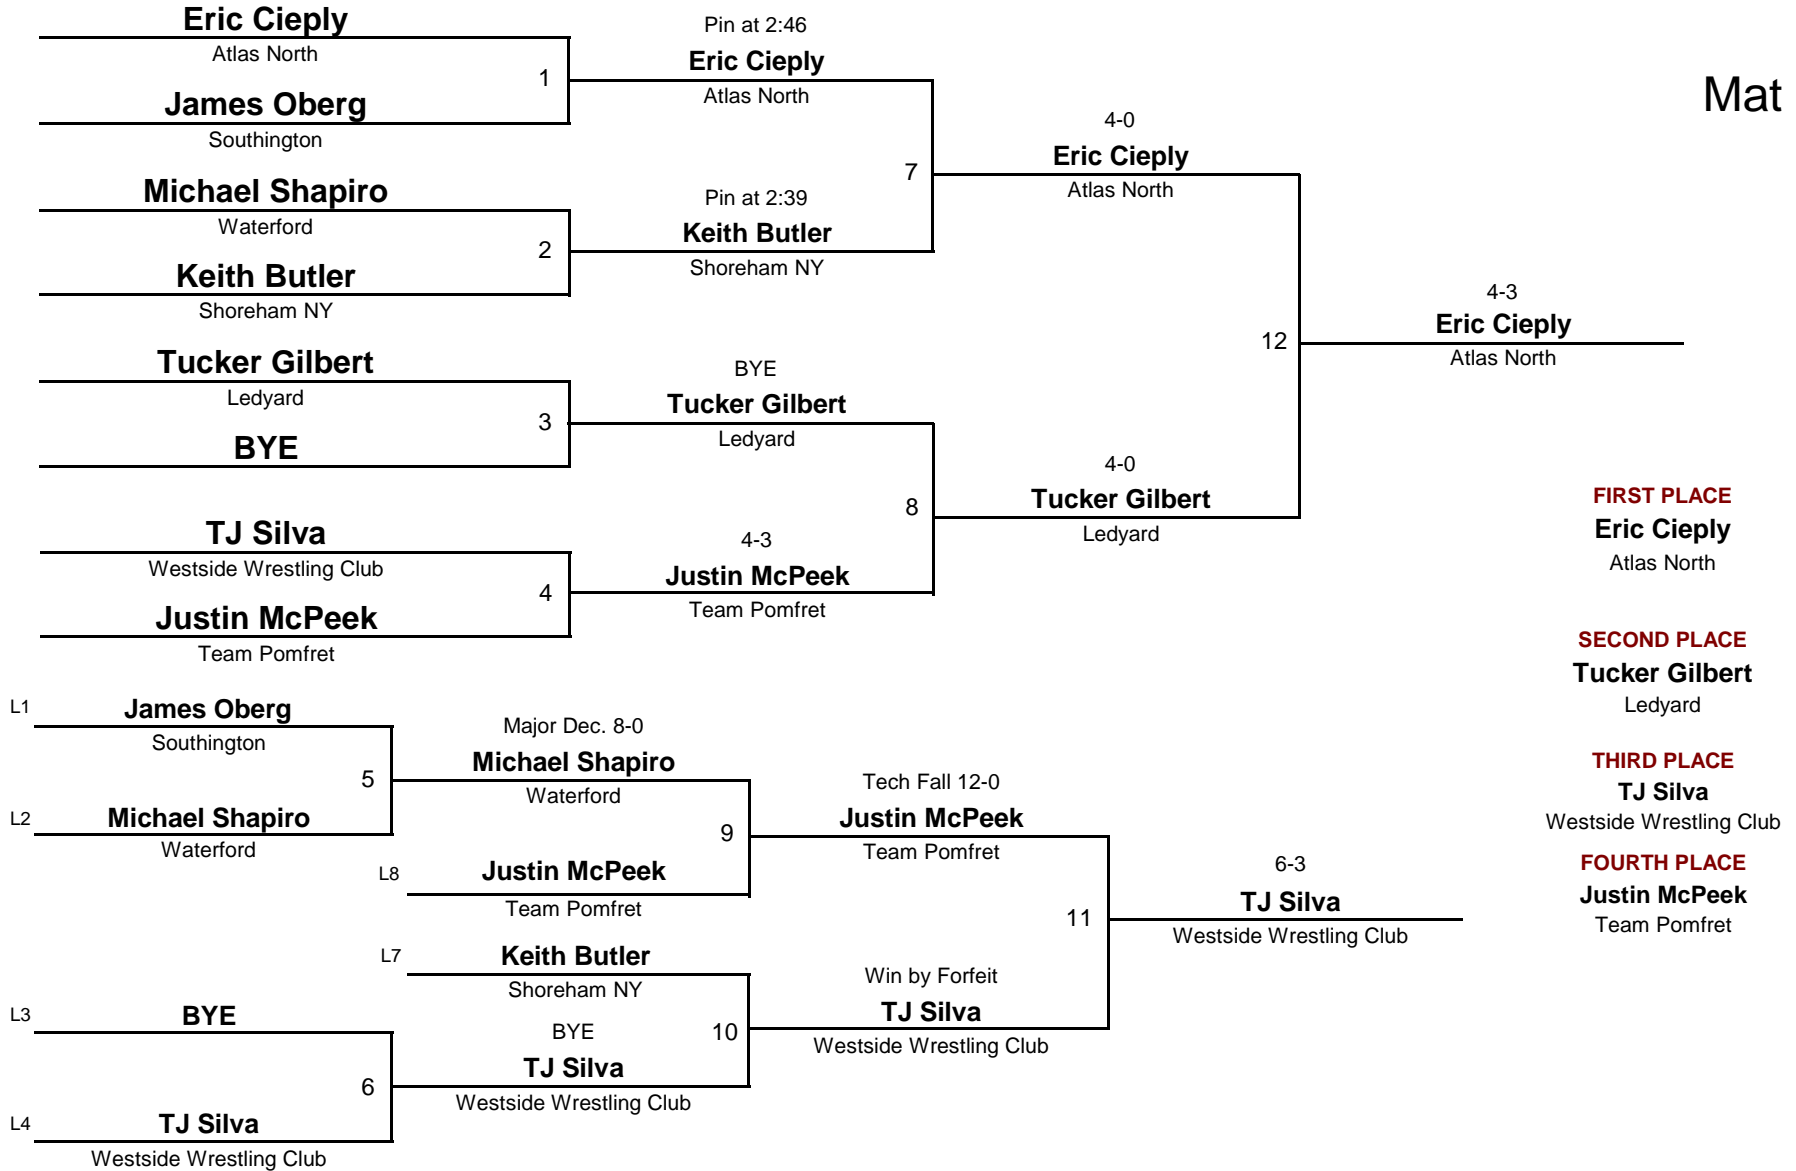 Eric Cieply
Atlas North
1
James Oberg
Southington
Michael Shapiro
Waterford
2
Keith Butler
Shoreham NY
Tucker Gilbert
Ledyard
3
BYE
TJ Silva
Westside Wrestling Club
4
Justin McPeek
Team Pomfret
Pin at 2:46
Eric Cieply
Atlas North
7
Pin at 2:39
Keith Butler
Shoreham NY
BYE
Tucker Gilbert
Ledyard
8
4-3
Justin McPeek
Team Pomfret
4-0
Eric Cieply
Atlas North
12
4-0
Tucker Gilbert
Ledyard
4-3
Eric Cieply
Atlas North
Mat
FIRST PLACE
Eric Cieply
Atlas North
SECOND PLACE
Tucker Gilbert
Ledyard
THIRD PLACE
TJ Silva
Westside Wrestling Club
FOURTH PLACE
Justin McPeek
Team Pomfret
L1
James Oberg
Southington
5
L2
Michael Shapiro
Waterford
L3
BYE
6
L4
TJ Silva
Westside Wrestling Club
Major Dec. 8-0
Michael Shapiro
Waterford
9
L8
Justin McPeek
Team Pomfret
L7
Keith Butler
Shoreham NY
10
BYE
TJ Silva
Westside Wrestling Club
Tech Fall 12-0
Justin McPeek
Team Pomfret
11
Win by Forfeit
TJ Silva
Westside Wrestling Club
6-3
TJ Silva
Westside Wrestling Club